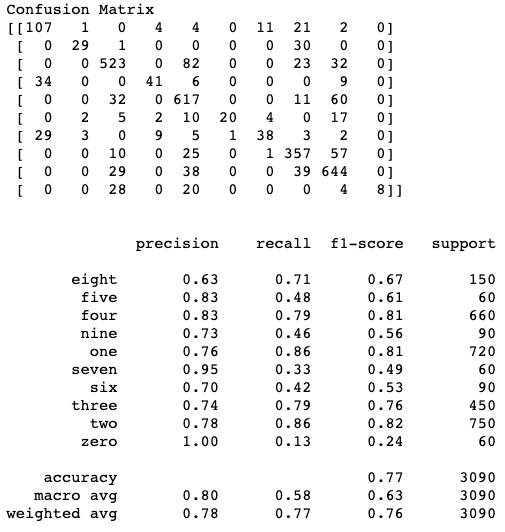 Confusion Matrix
[[107 1 0 4 4 0 11 21 2 0]
[ 0 29 1 0 0 0 0 30 0 0]
[ 0 0 523 0 82 0 0 23 32 0]
[ 34 0 0 41 6 0 0 0 9 0]
[ 0 0 32 0 617 0 0 11 60 0]
[ 0 2 5 2 10 20 4 0 17 0]
[ 29 3 0 9 5 1 38 3 2 0]
[ 0 0 10 0 25 0 1 357 57 0]
[ 0 0 29 0 38 0 0 39 644 0]
[ 0 0 28 0 20 0 0 0 4 8]]
precision recall f1-score support
eight 0.63 0.71 0.67 150
five 0.83 0.48 0.61 60
four 0.83 0.79 0.81 660
nine 0.73 0.46 0.56 90
one 0.76 0.86 0.81 720
seven 0.95 0.33 0.49 60
six 0.70 0.42 0.53 90
three 0.74 0.79 0.76 450
two 0.78 0.86 0.82 750
zero 1.00 0.13 0.24 60
accuracy 0.77 3090
macro avg 0.80 0.58 0.63 3090
weighted avg 0.78 0.77 0.76 3090